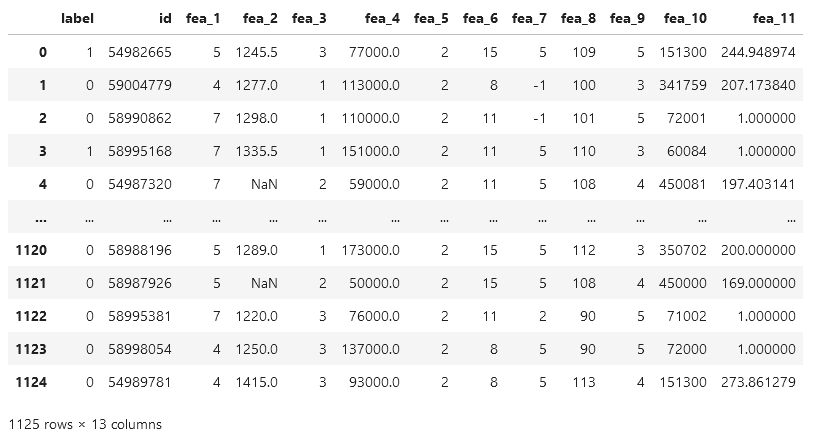 label id fea_1 fea_2 fea_3 fea_4 fea_5 fea_6 fea_7 fea_8 fea_9 fea_10 fea_11
0 1 54982665 5 1245.5 3 77000.0 2 15 5 109 5 151300 244.948974
1 0 59004779 4 1277.0 1 113000.0 2 8 -1 100 3 341759 207.173840
2 0 58990862 7 1298.0 1 110000.0 2 11 -1 101 5 72001 1.000000
3 1 58995168 7 1335.5 1 151000.0 2 11 5 110 3 60084 1.000000
4 0 54987320 7 NaN 2 59000.0 2 11 5 108 4 450081 197.403141
... ... ... ... ... ... ... ... ... ... ... ... ... ...
1120 0 58988196 5 1289.0 1 173000.0 2 15 5 112 3 350702 200.000000
1121 0 58987926 5 NaN 2 50000.0 2 15 5 108 4 450000 169.000000
1122 0 58995381 7 1220.0 3 76000.0 2 11 2 90 5 71002 1.000000
1123 0 58998054 4 1250.0 3 137000.0 2 8 5 90 5 72000 1.000000
1124 0 54989781 4 1415.0 3 93000.0 2 8 5 113 4 151300 273.861279
1125 rows × 13 columns